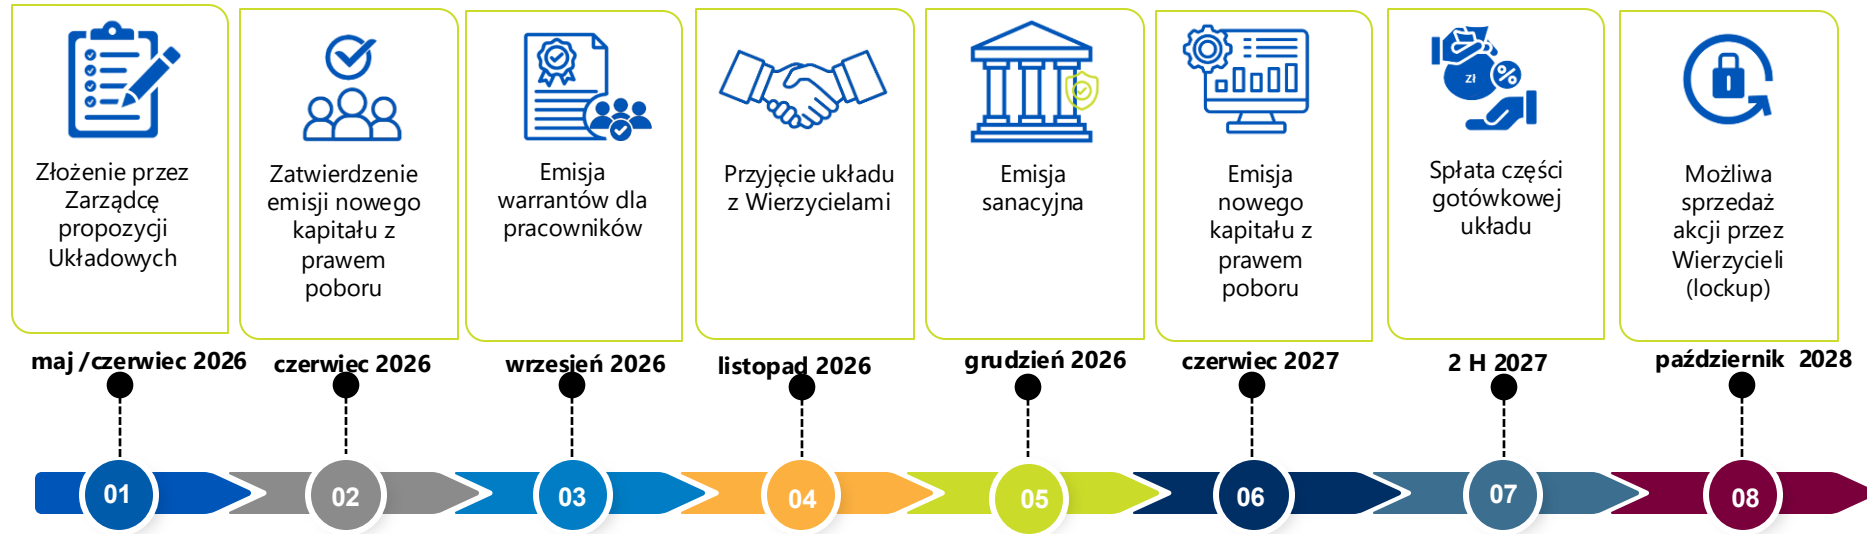 Złożenie przez
Zarządcę
propozycji
Układowych
Zatwierdzenie
emisji nowego
kapitału z
prawem
poboru
Emisja
warrantów dla
pracowników
Przyjęcie układu
z Wierzycielami
Emisja
sanacyjna
Emisja
nowego
kapitału z
prawem
poboru
zł
%
Spłata części
gotówkowej
układu
Możliwa
sprzedaż
akcji przez
Wierzycieli
(lockup)
maj /czerwiec 2026
czerwiec 2026
wrzesień 2026
listopad 2026
grudzień 2026
czerwiec 2027
2 H 2027
październik 2028
01
02
03
04
05
06
07
08